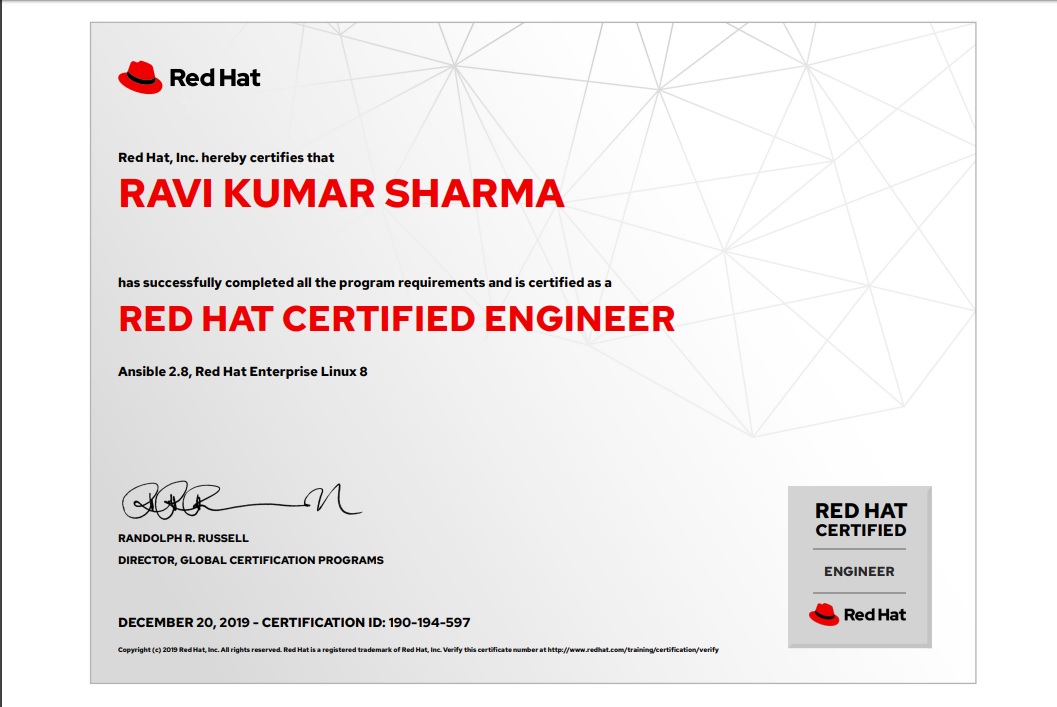 Red Hat
Red Hat, Inc. hereby certifies that
RAVI KUMAR SHARMA
has successfully completed all the program requirements and is certified as a
RED HAT CERTIFIED ENGINEER
Ansible 2.8, Red Hat Enterprise Linux 8
RANDOLPH R. RUSSELL
DIRECTOR, GLOBAL CERTIFICATION PROGRAMS
DECEMBER 20, 2019 - CERTIFICATION ID: 190-194-597
Copyright (c) 2019 Red Hat, Inc. All rights reserved. Red Hat is a registered trademark of Red Hat, Inc. Verify this certificate number at http://www.redhat.com/training/certification/verify
RED HAT
CERTIFIED
ENGINEER
Red Hat